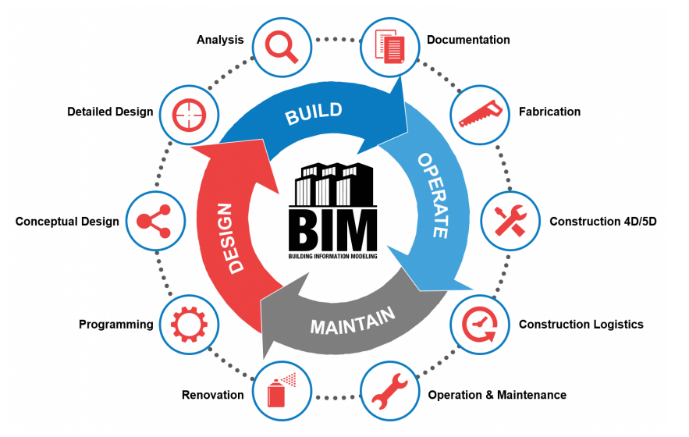 Analysis
Documentation
Detailed Design
BUILD
Fabrication
OPERATE
Conceptual Design
DESIGN
BIM
BUILDING INFORMATION MODELING
Construction 4D/5D
Programming
MAINTAIN
Construction Logistics
Renovation
Operation & Maintenance